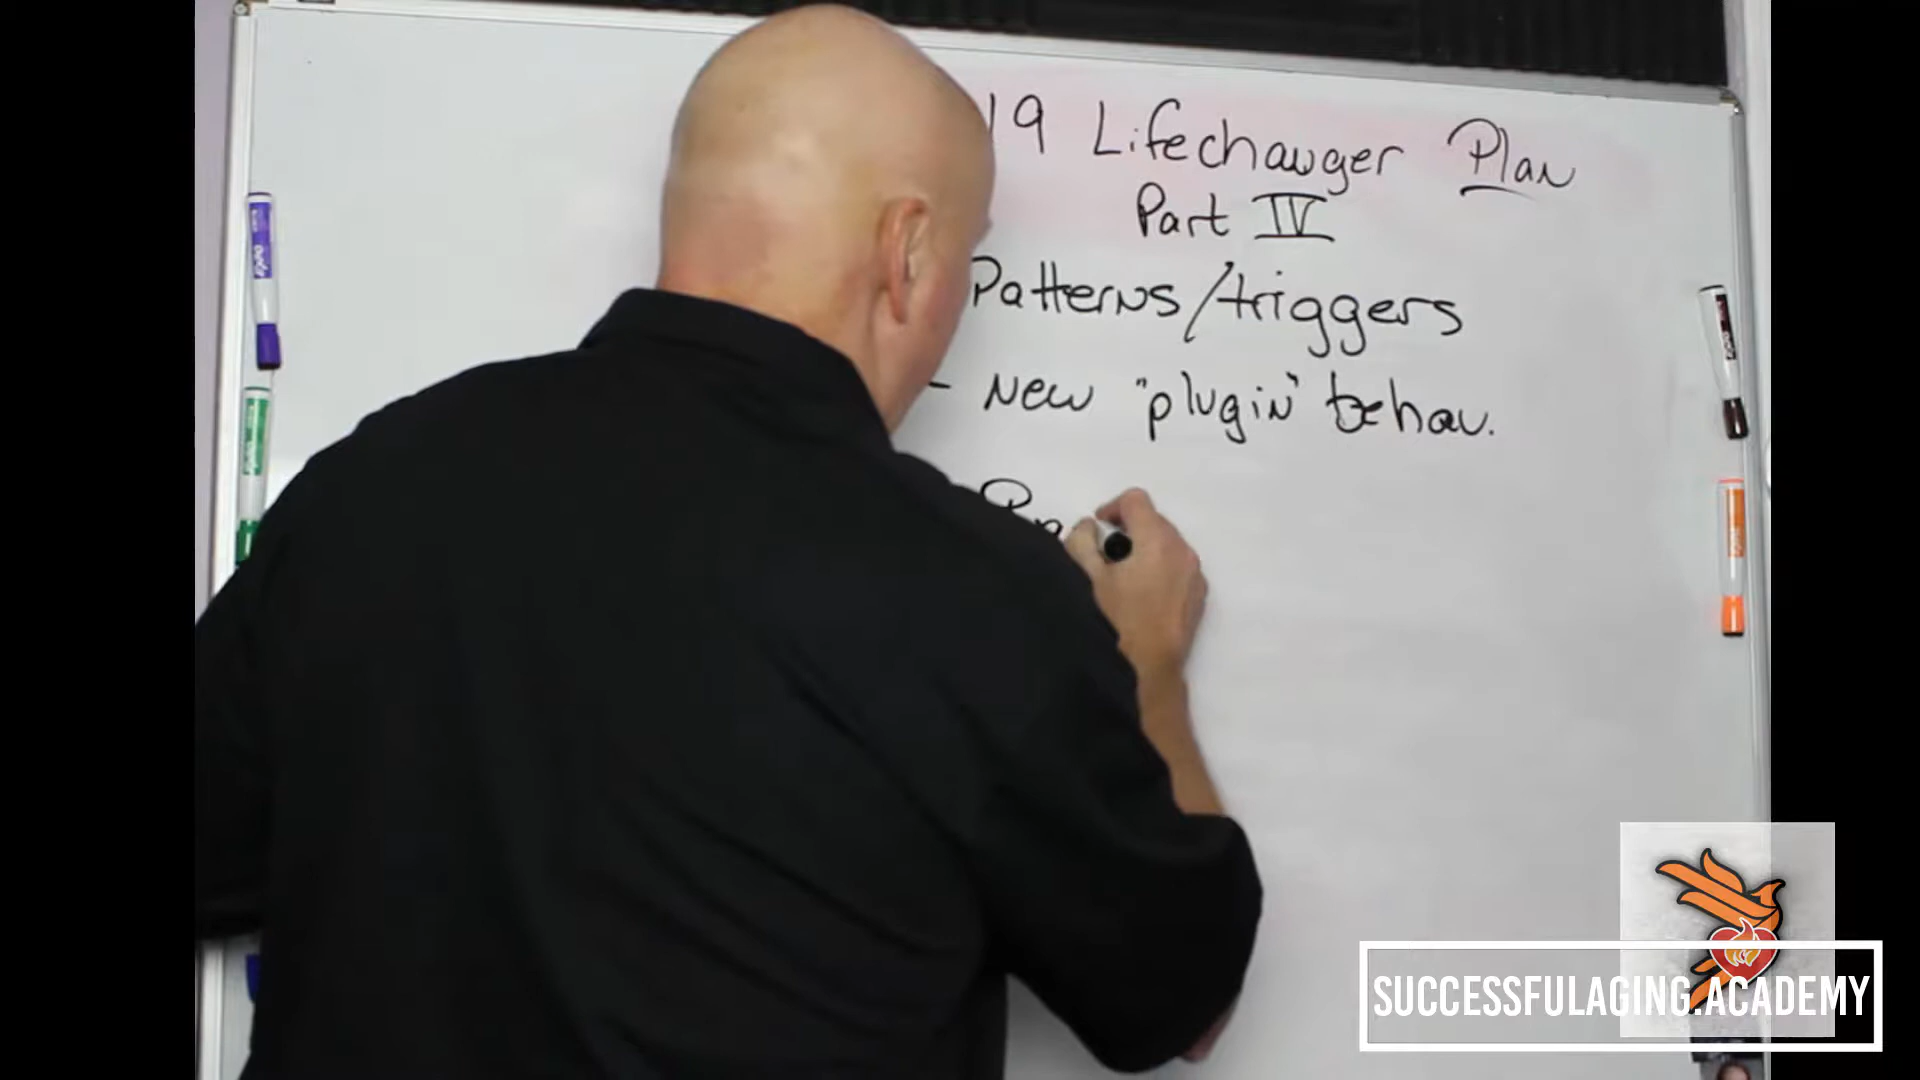 19 Lifechanger Plan
Part IV
Patterns/triggers
- New "plugin" behav.
SUCCESSFULAGING.ACADEMY